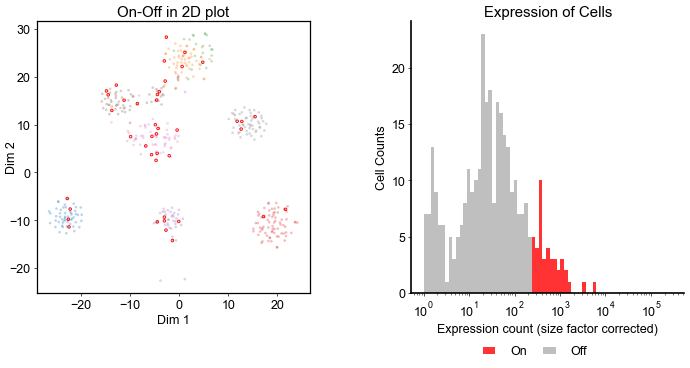 On-Off in 2D plot
Dim 2
30
20
10
0
−10
−20
−20
−10
0
10
20
Dim 1
Expression of Cells
Cell Counts
20
15
10
5
0
10^0
10^1
10^2
10^3
10^4
10^5
Expression count (size factor corrected)
On
Off